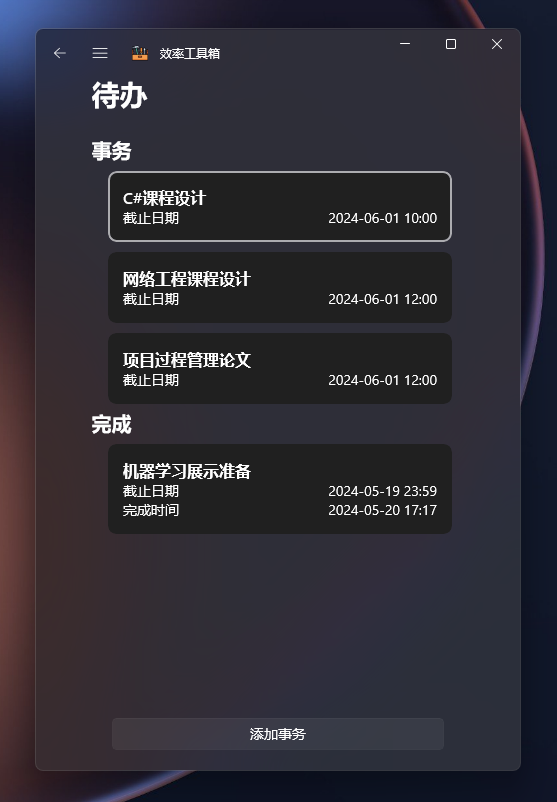 效率工具箱
待办
事务
C#课程设计
截止日期 2024-06-01 10:00
网络工程课程设计
截止日期 2024-06-01 12:00
项目过程管理论文
截止日期 2024-06-01 12:00
完成
机器学习展示准备
截止日期 2024-05-19 23:59
完成时间 2024-05-20 17:17
添加事务